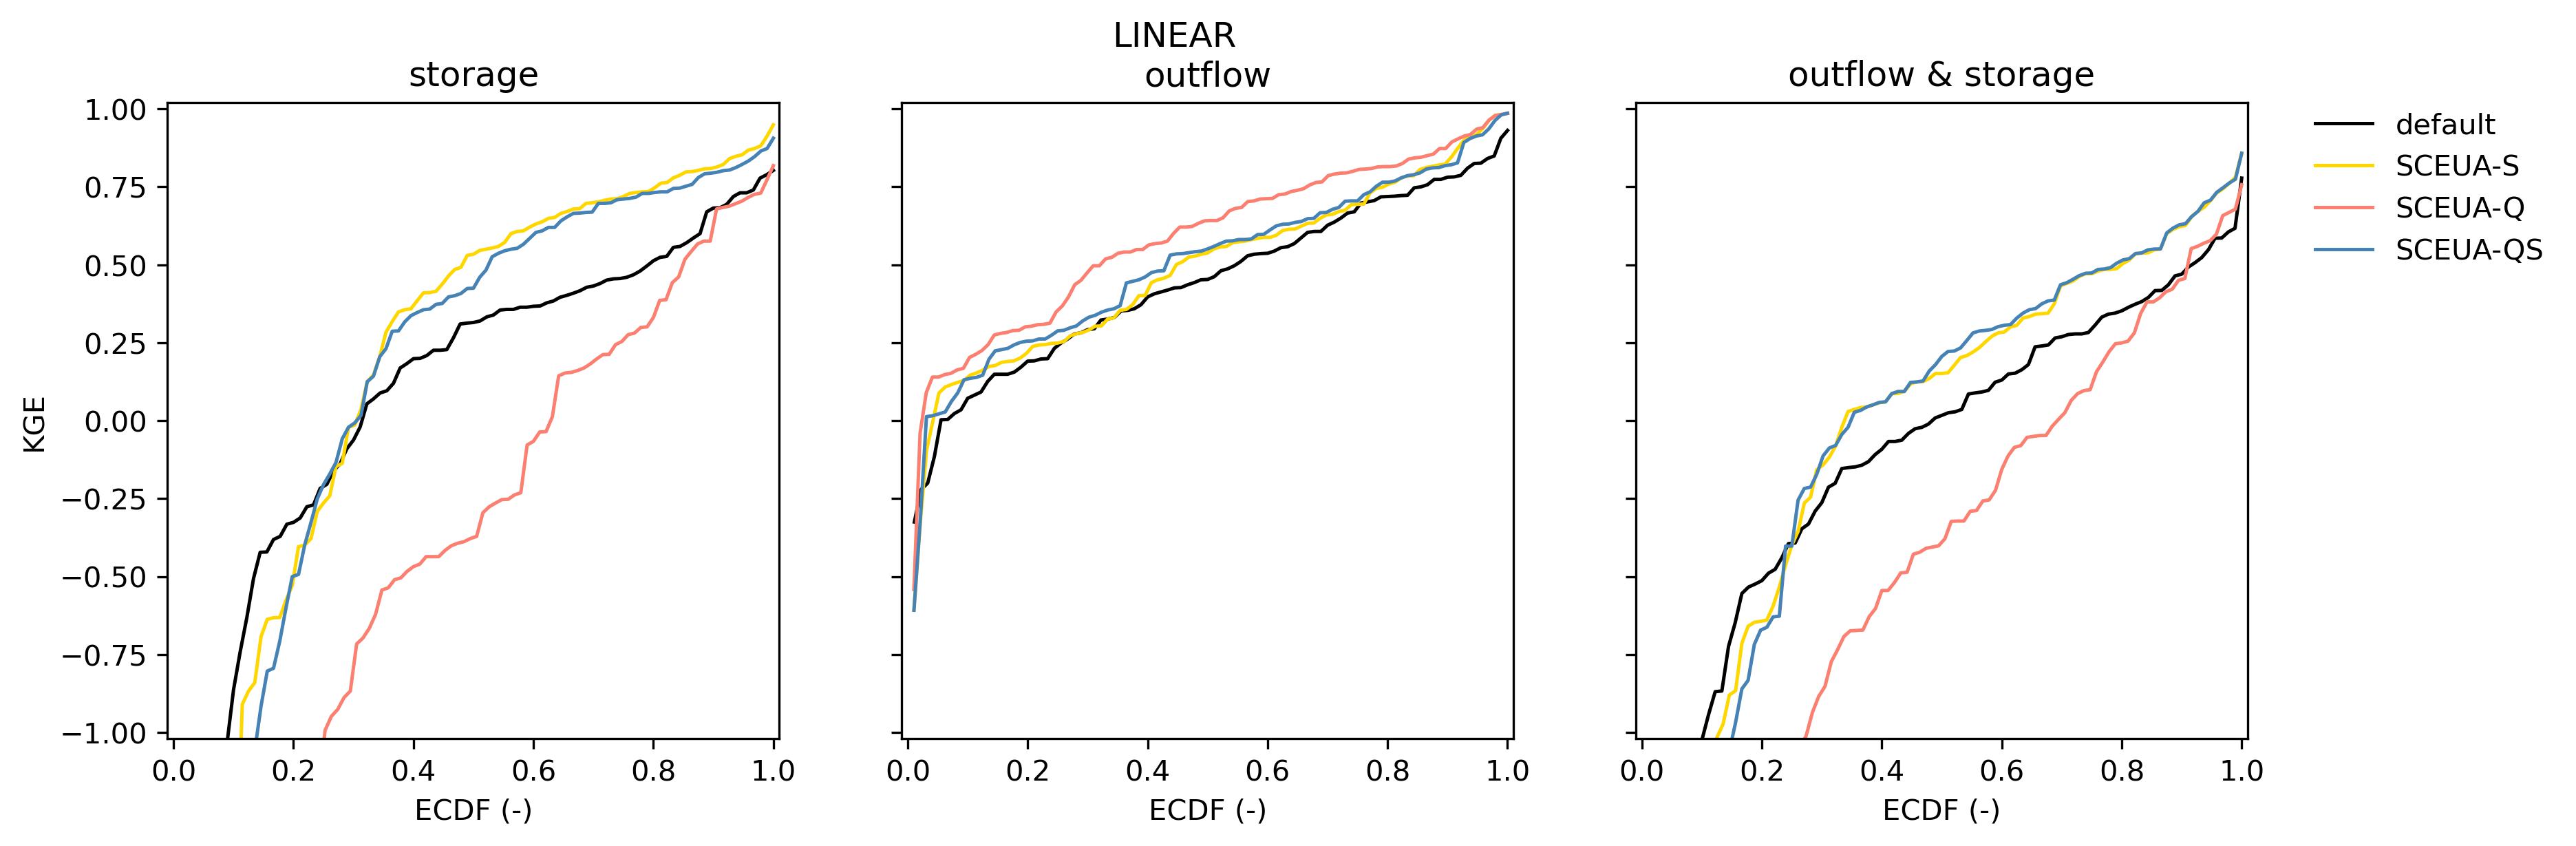 LINEAR
storage
outflow
outflow & storage
default
SCEUA-S
SCEUA-Q
SCEUA-QS
KGE
1.00
0.75
0.50
0.25
0.00
−0.25
−0.50
−0.75
−1.00
0.0 0.2 0.4 0.6 0.8 1.0
ECDF (-)
0.0 0.2 0.4 0.6 0.8 1.0
ECDF (-)
0.0 0.2 0.4 0.6 0.8 1.0
ECDF (-)